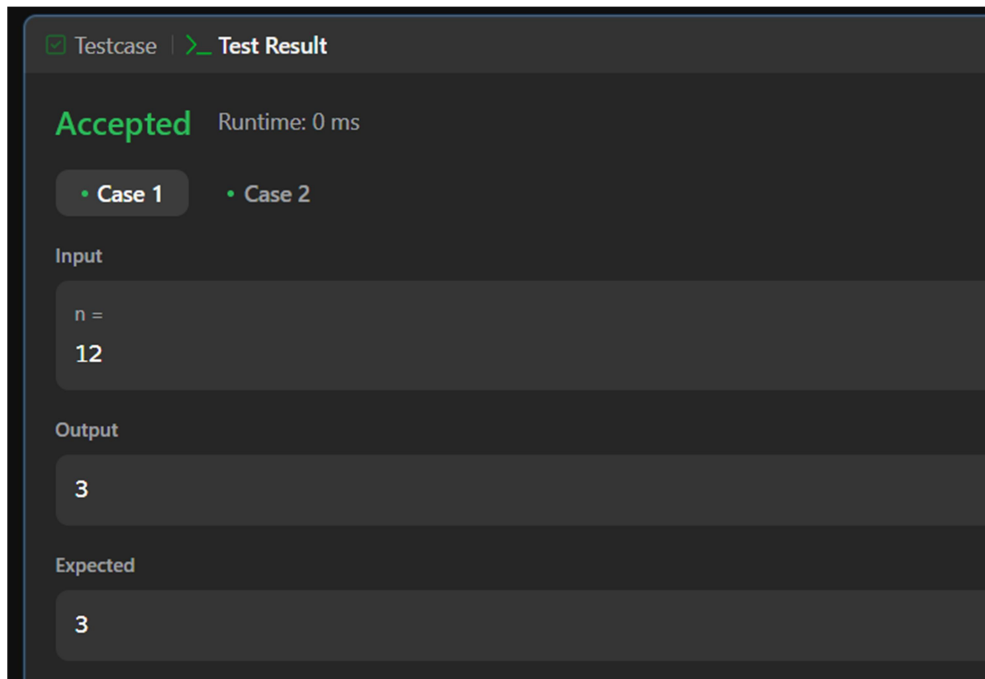 Testcase | >_ Test Result
Accepted Runtime: 0 ms
• Case 1 • Case 2
Input
n =
12
Output
3
Expected
3